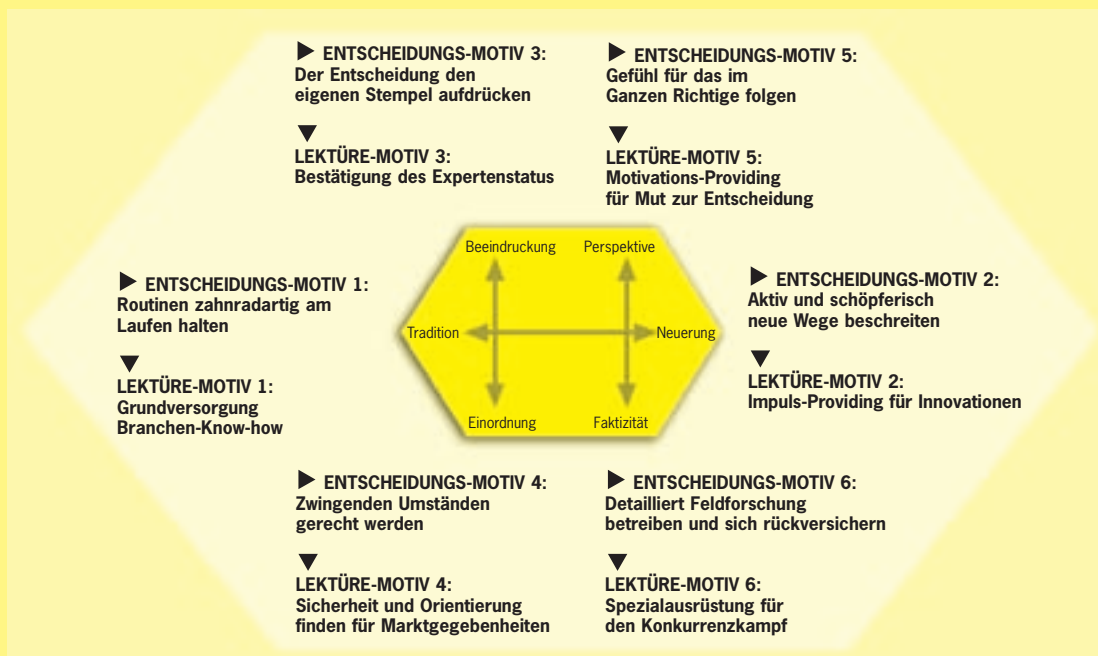 ▶ ENTSCHEIDUNGS-MOTIV 3:
Der Entscheidung den
eigenen Stempel aufdrücken
▼
LEKTÜRE-MOTIV 3:
Bestätigung des Expertenstatus
▶ ENTSCHEIDUNGS-MOTIV 5:
Gefühl für das im
Ganzen Richtige folgen
▼
LEKTÜRE-MOTIV 5:
Motivations-Providing
für Mut zur Entscheidung
▶ ENTSCHEIDUNGS-MOTIV 1:
Routinen zahnradartig am
Laufen halten
▼
LEKTÜRE-MOTIV 1:
Grundversorgung
Branchen-Know-how
Beeindruckung
Perspektive
Tradition
Neuerung
Einordnung
Faktizität
▶ ENTSCHEIDUNGS-MOTIV 2:
Aktiv und schöpferisch
neue Wege beschreiten
▼
LEKTÜRE-MOTIV 2:
Impuls-Providing für Innovationen
▶ ENTSCHEIDUNGS-MOTIV 4:
Zwingenden Umständen
gerecht werden
▼
LEKTÜRE-MOTIV 4:
Sicherheit und Orientierung
finden für Marktgegebenheiten
▶ ENTSCHEIDUNGS-MOTIV 6:
Detailliert Feldforschung
betreiben und sich rückversichern
▼
LEKTÜRE-MOTIV 6:
Spezialausrüstung für
den Konkurrenzkampf